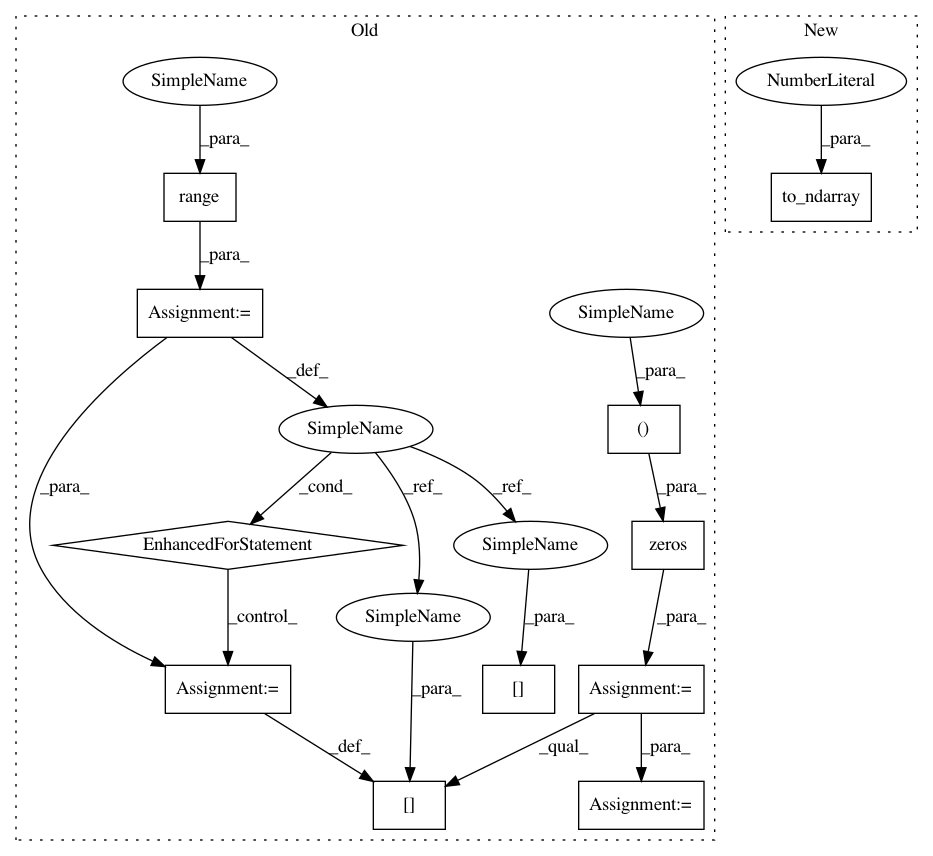 Old
New
SimpleName
NumberLiteral
_para_
_para_
range
to_ndarray
_para_
Assignment:=
SimpleName
_def_
_para_
SimpleName
()
_para_
_cond_
_ref_
_ref_
_para_
EnhancedForStatement
SimpleName
zeros
_control_
SimpleName
_para_
_para_
Assignment:=
_para_
[]
Assignment:=
_def_
_qual_
_para_
[]
Assignment:=